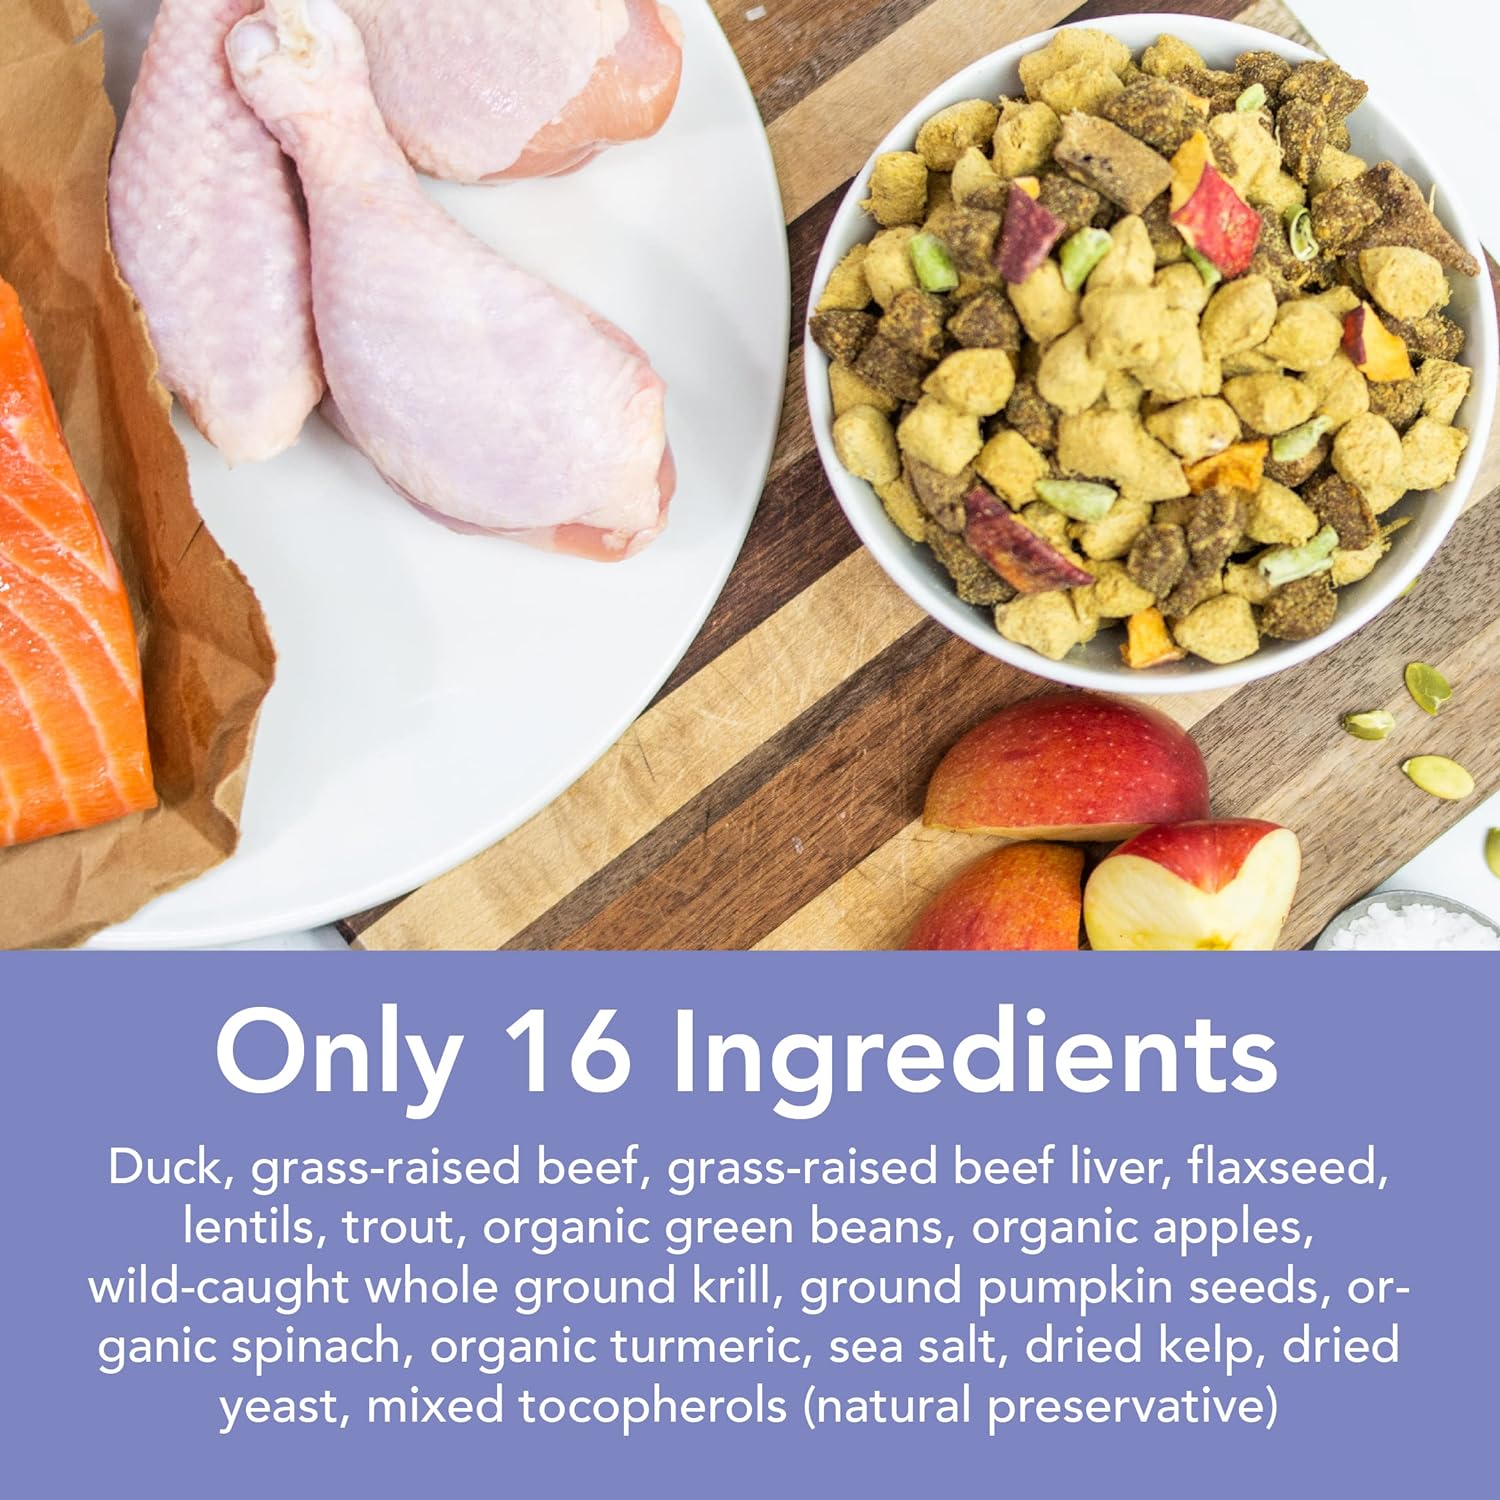 Only 16 Ingredients
Duck, grass-raised beef, grass-raised beef liver, flaxseed,
lentils, trout, organic green beans, organic apples,
wild-caught whole ground krill, ground pumpkin seeds, or-
ganic spinach, organic turmeric, sea salt, dried kelp, dried
yeast, mixed tocopherols (natural preservative)